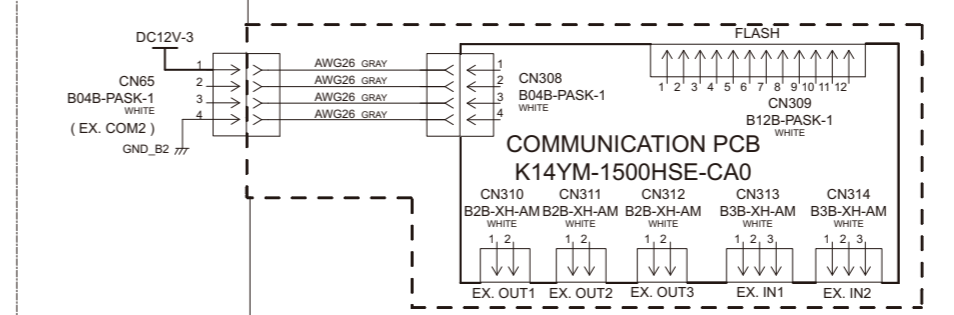 DC12V-3
1
2
3
4
CN65
B04B-PASK-1
WHITE
( EX. COM2 )
GND_B2
AWG26 GRAY
AWG26 GRAY
AWG26 GRAY
AWG26 GRAY
1
2
3
4
CN308
B04B-PASK-1
WHITE
FLASH
1 2 3 4 5 6 7 8 9 10 11 12
CN309
B12B-PASK-1
WHITE
COMMUNICATION PCB
K14YM-1500HSE-CA0
CN310 CN311 CN312 CN313 CN314
B2B-XH-AM B2B-XH-AM B2B-XH-AM B3B-XH-AM B3B-XH-AM
WHITE WHITE WHITE WHITE WHITE
1 2 1 2 1 2 1 2 3 1 2 3
EX. OUT1 EX. OUT2 EX. OUT3 EX. IN1 EX. IN2